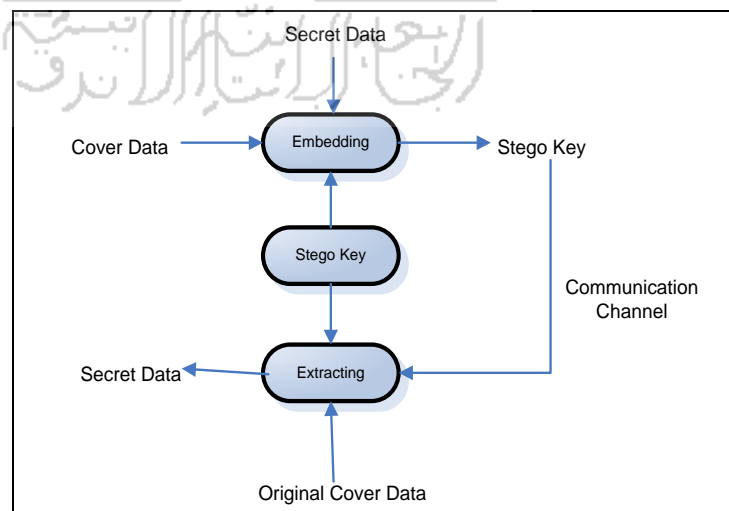 Secret Data
Cover Data
Embedding
Stego Key
Stego Key
Communication
Channel
Secret Data
Extracting
Original Cover Data